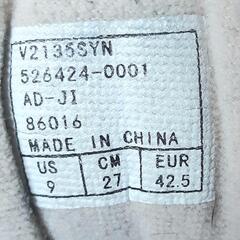 V2135SYN
526424-0001
AD-JI
86016
MADE IN CHINA
US CM EUR
9 27 42.5